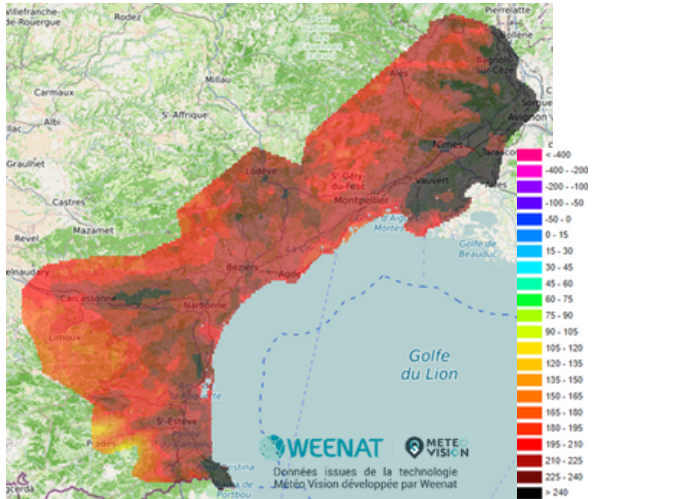 Villefranche-
de-Rouergue
Rodez
Pierrelatte
Bollène
Bagnols-
sur-Cèze
Alès
Millau
Carmaux
Sorgue
Albi
St-Affrique
Avignon
Nîmes
Tarascon
Graulhet
Lodève
St-Gély-
du-Fesc
Vauvert
Arles
Castres
Montpellier
d'Aigues-
Mortes
Mazamet
Revel
Golfe de
Beauduc
Béziers
Agde
elnaudary
Carcassonne
Narbonne
Limoux
Golfe
du Lion
St-Estève
Prades
WEENAT
METEO
VISION
Données issues de la technologie
Météo Vision développée par Weenat
Portbou
< -400
-400 - -200
-200 - -100
-100 - -50
-50 - 0
0 - 15
15 - 30
30 - 45
45 - 60
60 - 75
75 - 90
90 - 105
105 - 120
120 - 135
135 - 150
150 - 165
165 - 180
180 - 195
195 - 210
210 - 225
225 - 240
> 240